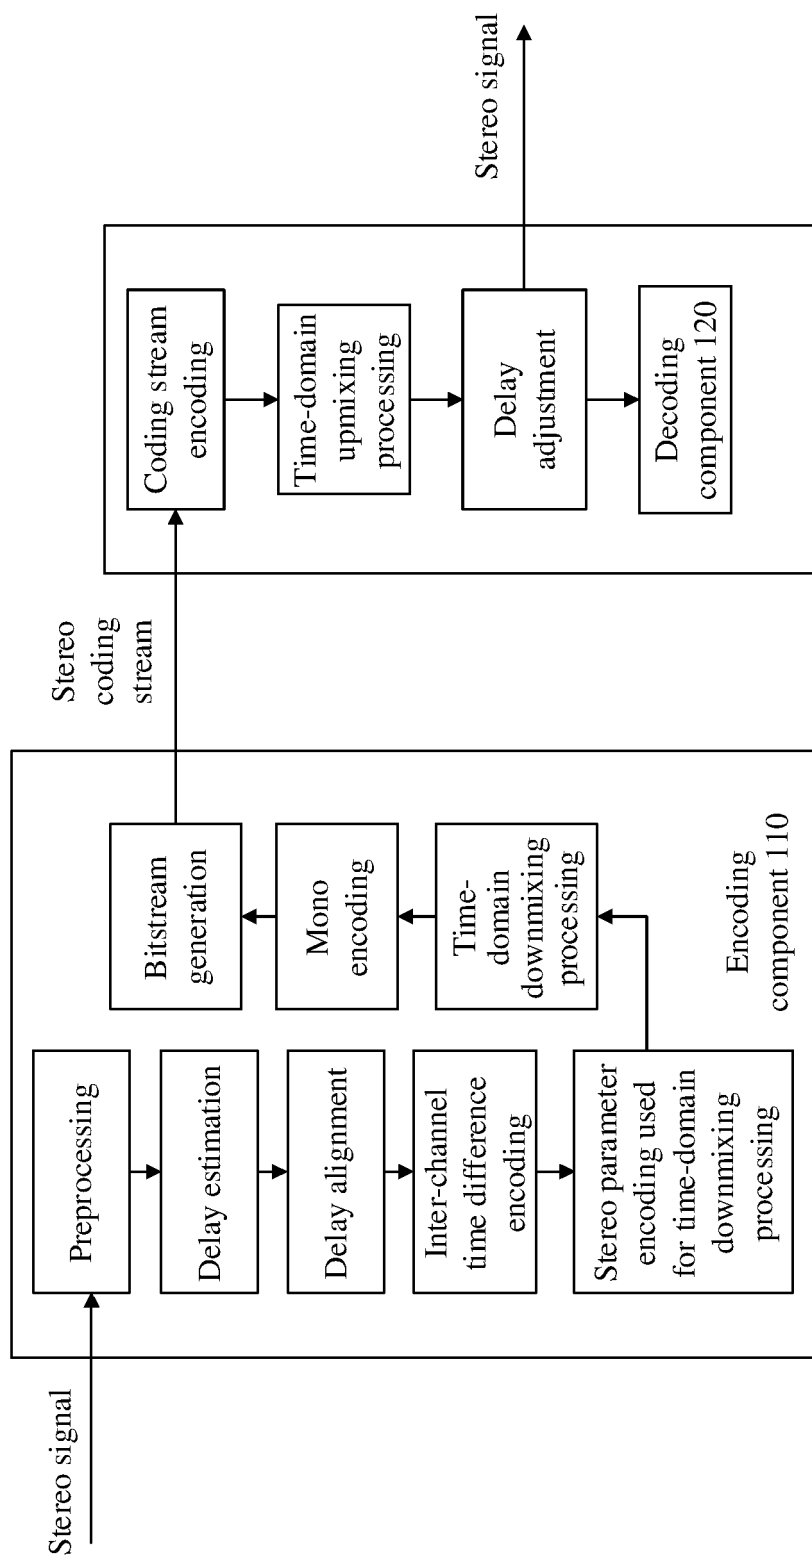 Stereo signal
Preprocessing
Delay estimation
Delay alignment
Inter-channel
time difference
encoding
Stereo parameter
encoding used
for time-domain
downmixing
processing
Time-
domain
downmixing
processing
Mono
encoding
Bitstream
generation
Encoding
component 110
Stereo
coding
stream
Coding stream
encoding
Time-domain
upmixing
processing
Delay
adjustment
Decoding
component 120
Stereo signal